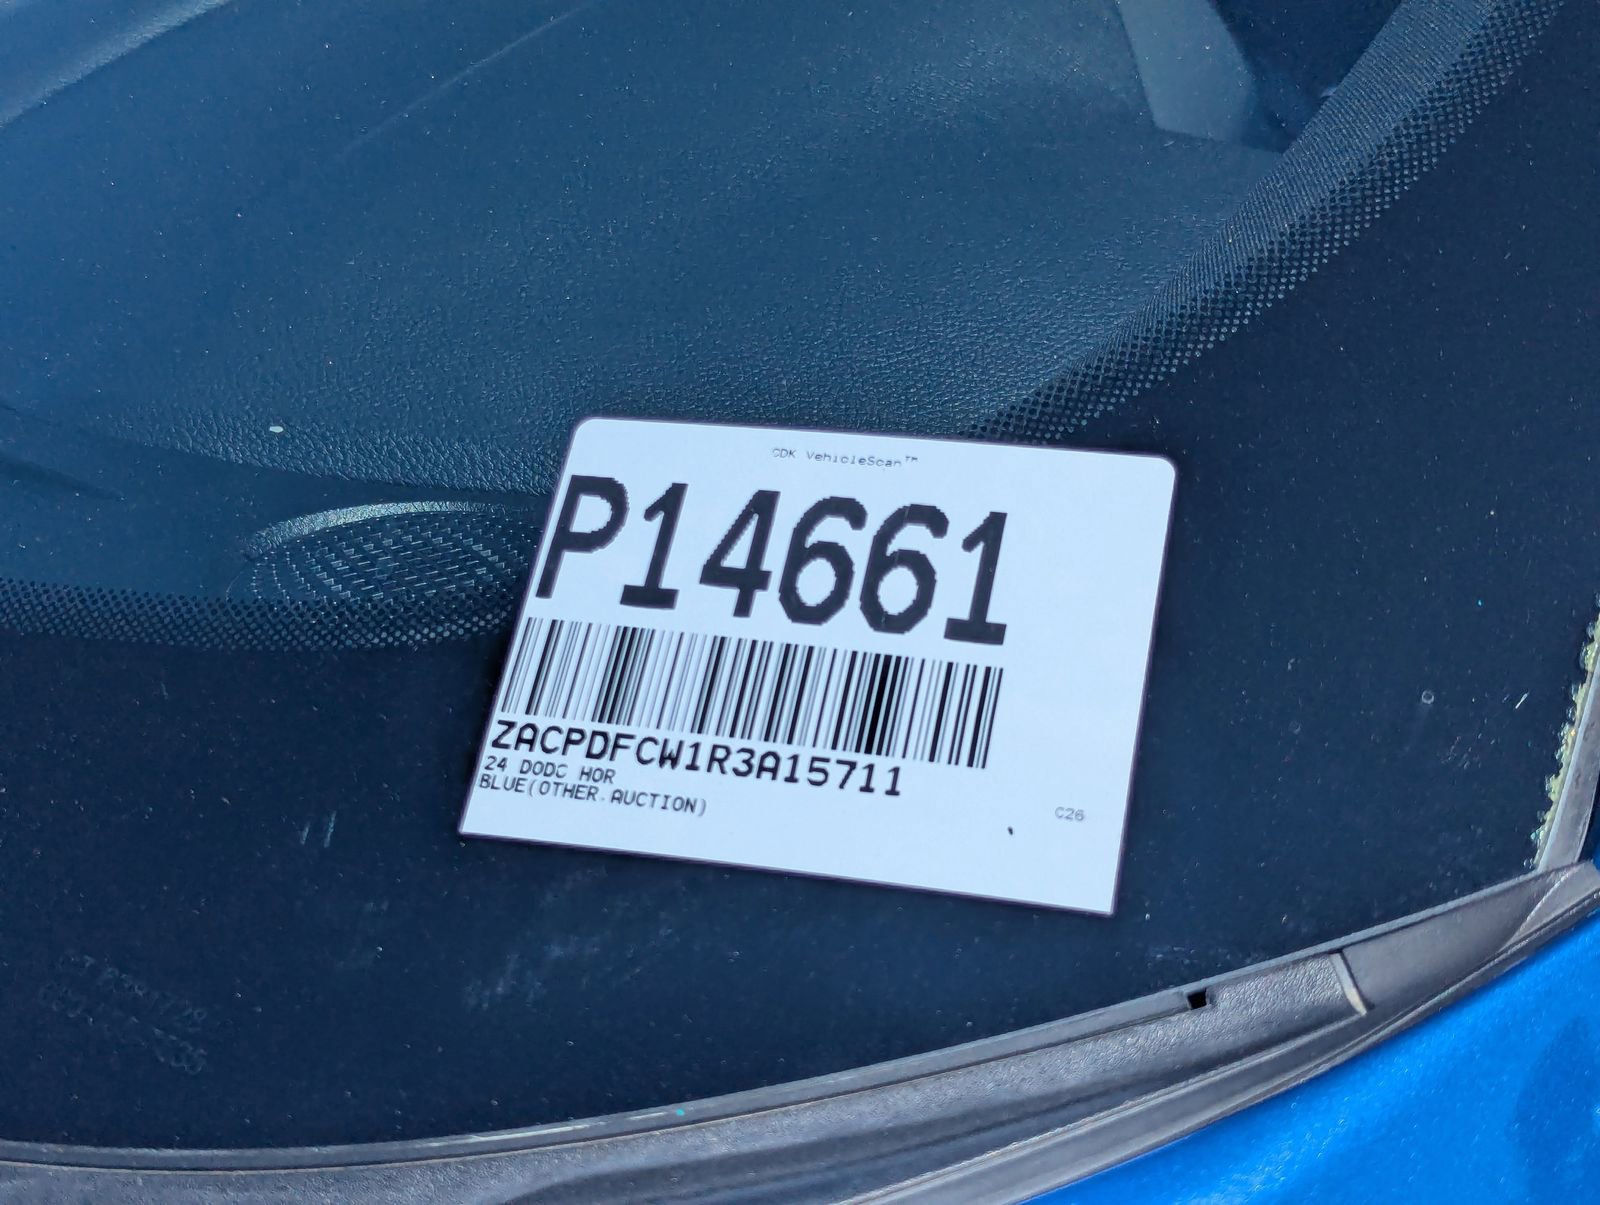 CDK VehicleScan™
P14661
ZACPDFCW1R3A15711
24 DODG HOR
BLUE(OTHER AUCTION)
C26